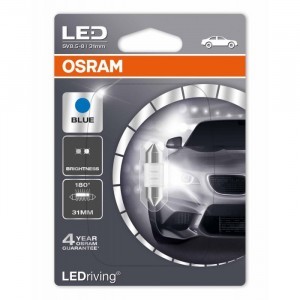 LED
SV8.5-8 / 31mm
OSRAM
BLUE
BRIGHTNESS
180°
31MM
4 YEAR
OSRAM
GUARANTEE*
LEDriving®